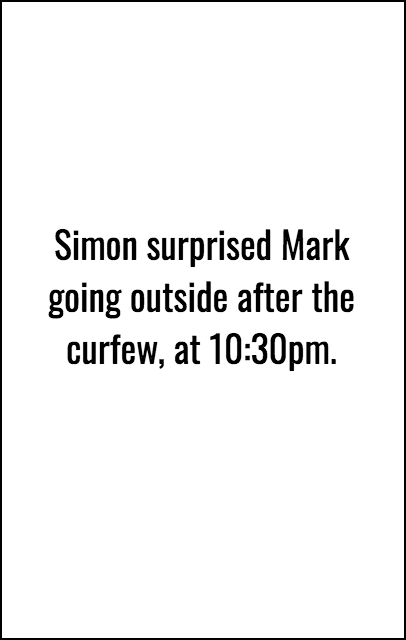 Simon surprised Mark
going outside after the
curfew, at 10:30pm.